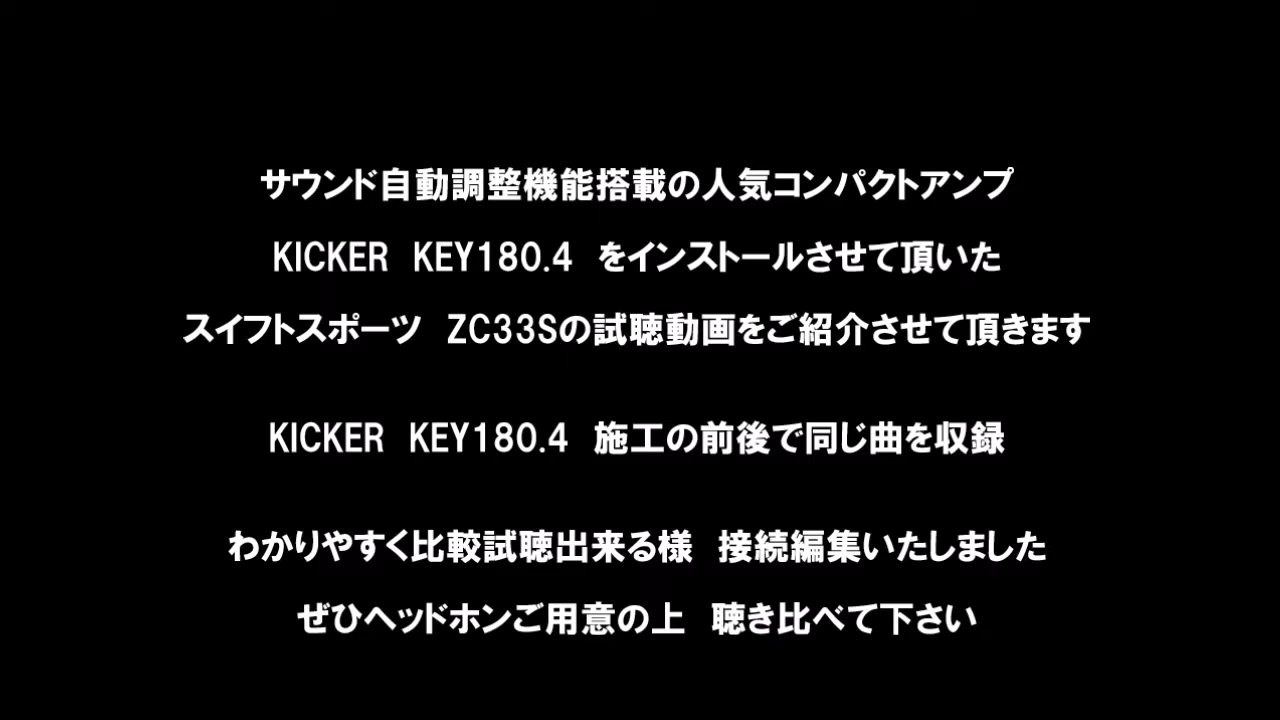 サウンド自動調整機能搭載の人気コンパクトアンプ
KICKER　KEY180.4　をインストールさせて頂いた
スイフトスポーツ　ZC33Sの試聴動画をご紹介させて頂きます
KICKER　KEY180.4　施工の前後で同じ曲を収録
わかりやすく比較試聴出来る様　接続編集いたしました
ぜひヘッドホンご用意の上　聴き比べて下さい